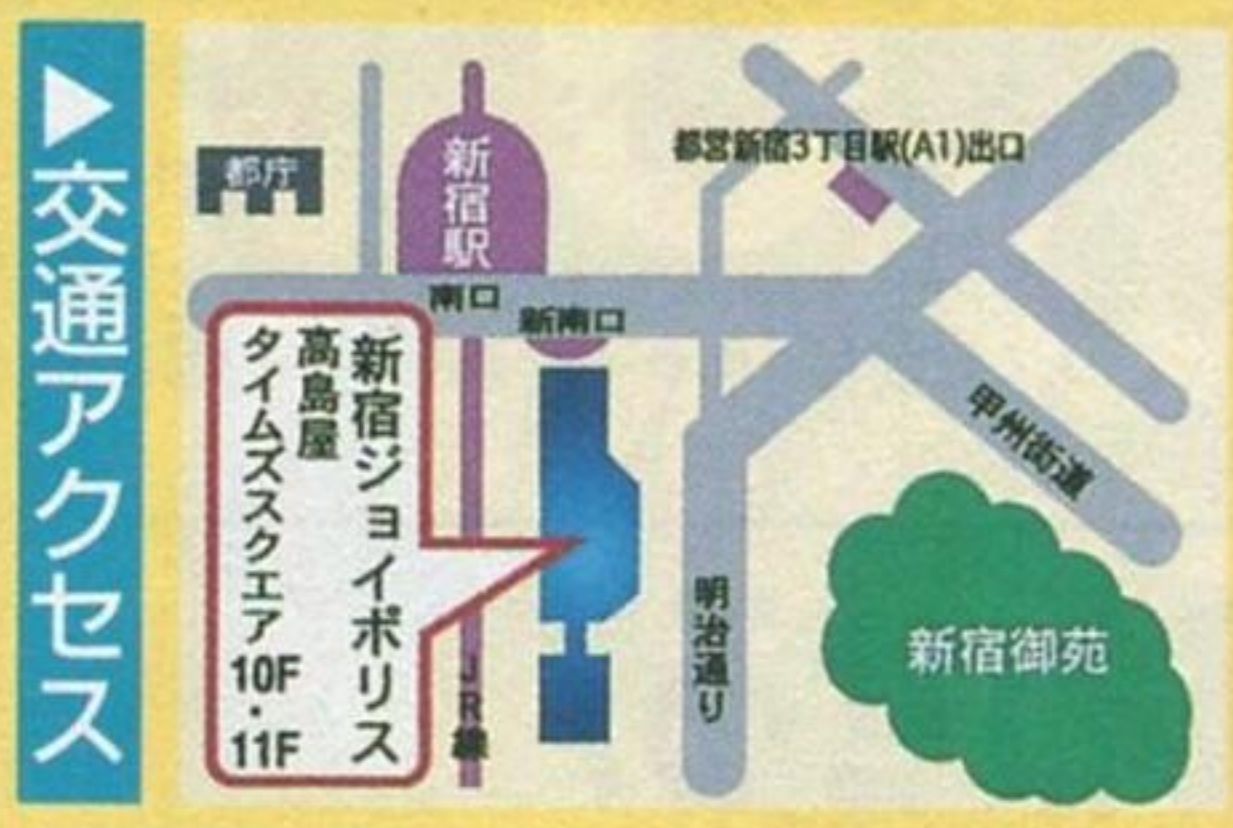 ▶交通アクセス
都庁
新宿駅
都営新宿3丁目駅(A1)出口
南口
新南口
新宿ジョイポリス
高島屋
タイムズスクエア10F・11F
JR線
甲州街道
明治通り
新宿御苑